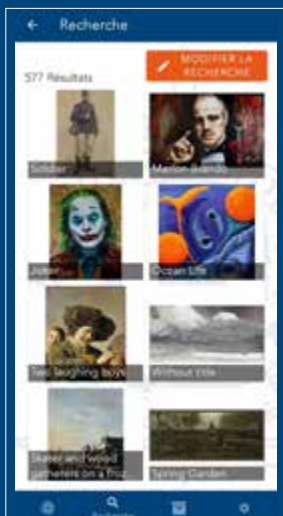 Recherche
577 Résultats
MODIFIER LA
RECHERCHE
Soldier
Marlon Brando
Joker
Ocean Life
Two laughing boys
Without title
Skater and wood
gatherers on a froz
Spring Garden
Recherche